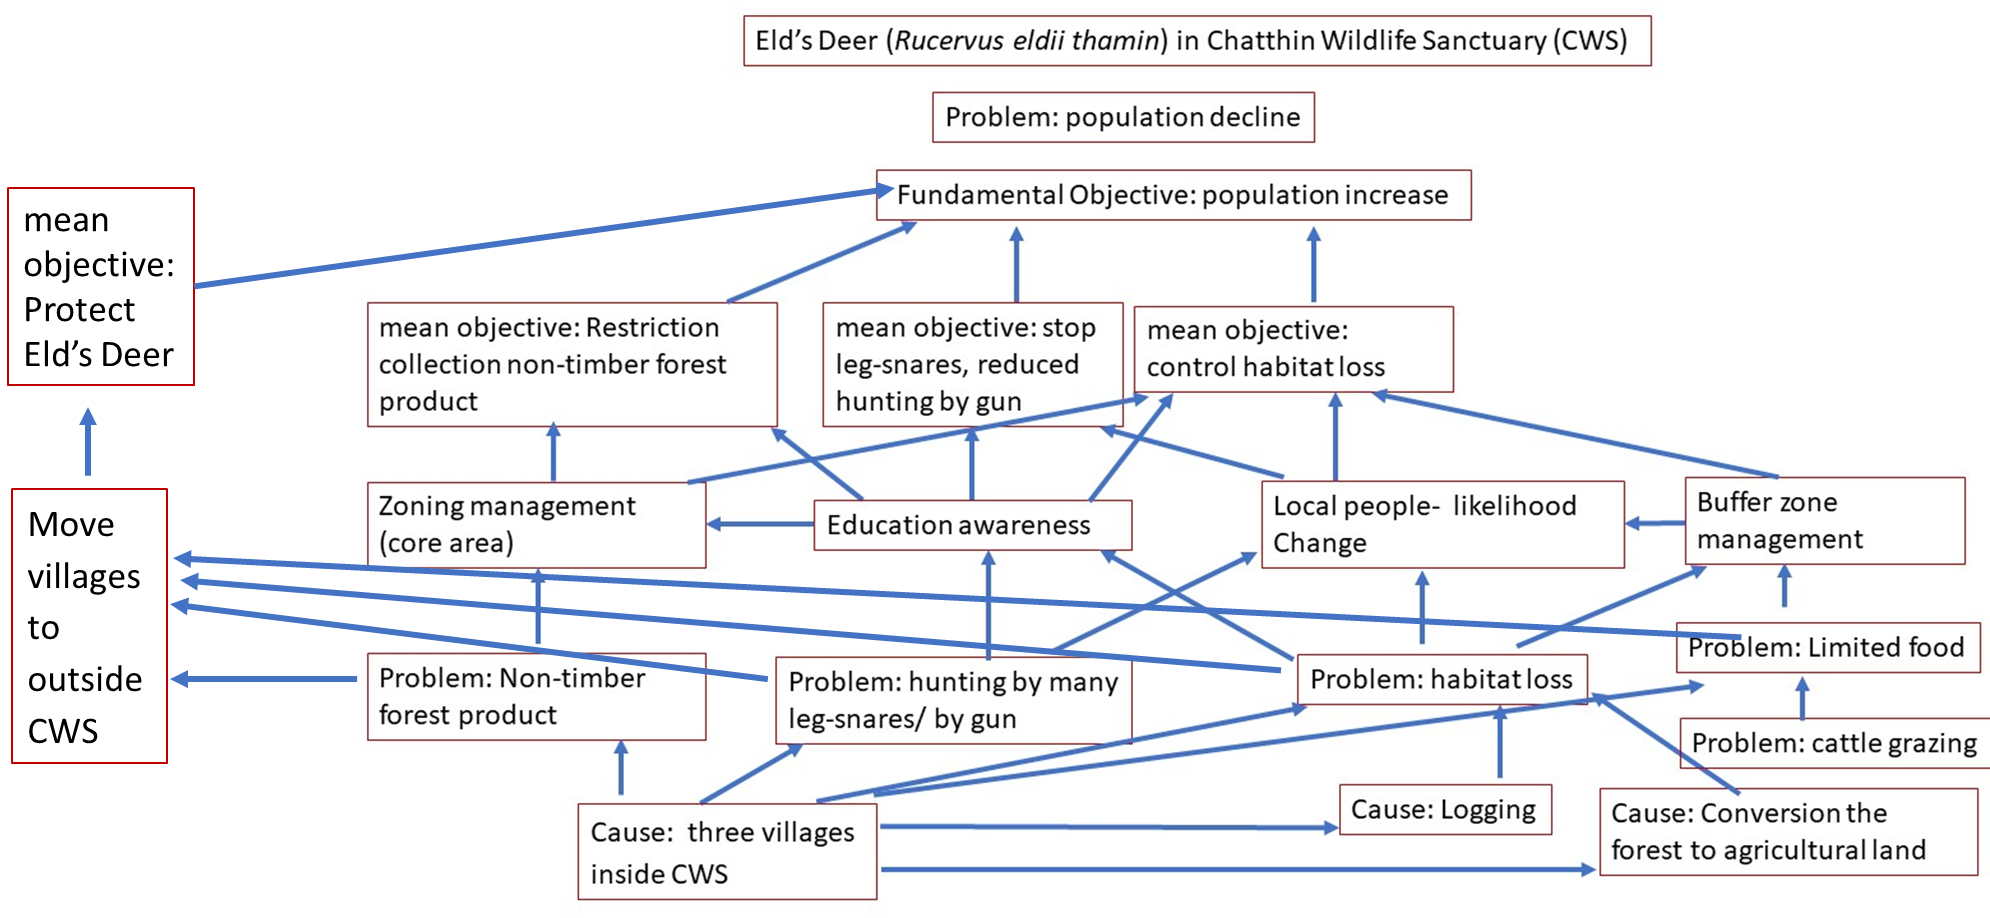 Eld's Deer (Rucervus eldii thamin) in Chatthin Wildlife Sanctuary (CWS)
Problem: population decline
Fundamental Objective: population increase
mean
objective:
Protect
Eld's Deer
mean objective: Restriction
collection non-timber forest
product
mean objective: stop
leg-snares, reduced
hunting by gun
mean objective:
control habitat loss
Move
villages
to
outside
CWS
Zoning management
(core area)
Education awareness
Local people- likelihood
Change
Buffer zone
management
Problem: Non-timber
forest product
Problem: hunting by many
leg-snares/ by gun
Problem: habitat loss
Problem: Limited food
Problem: cattle grazing
Cause: three villages
inside CWS
Cause: Logging
Cause: Conversion the
forest to agricultural land